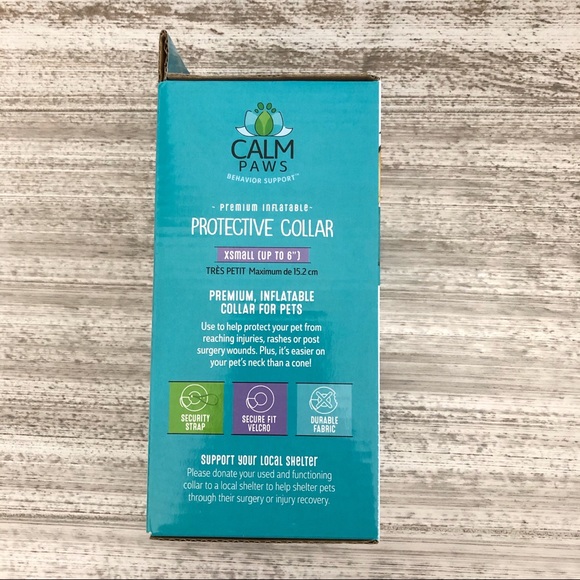 CALM
PAWS
BEHAVIOR SUPPORT™
- PREMIUM INFLATABLE-
PROTECTIVE COLLAR
XSMALL (UP TO 6")
TRÈS PETIT Maximum de 15.2 cm
PREMIUM, INFLATABLE
COLLAR FOR PETS
Use to help protect your pet from
reaching injuries, rashes or post
surgery wounds. Plus, it's easier on
your pet's neck than a cone!
SECURITY
STRAP
SECURE FIT
VELCRO
DURABLE
FABRIC
SUPPORT YOUR LOCAL SHELTER
Please donate your used and functioning
collar to a local shelter to help shelter pets
through their surgery or injury recovery.